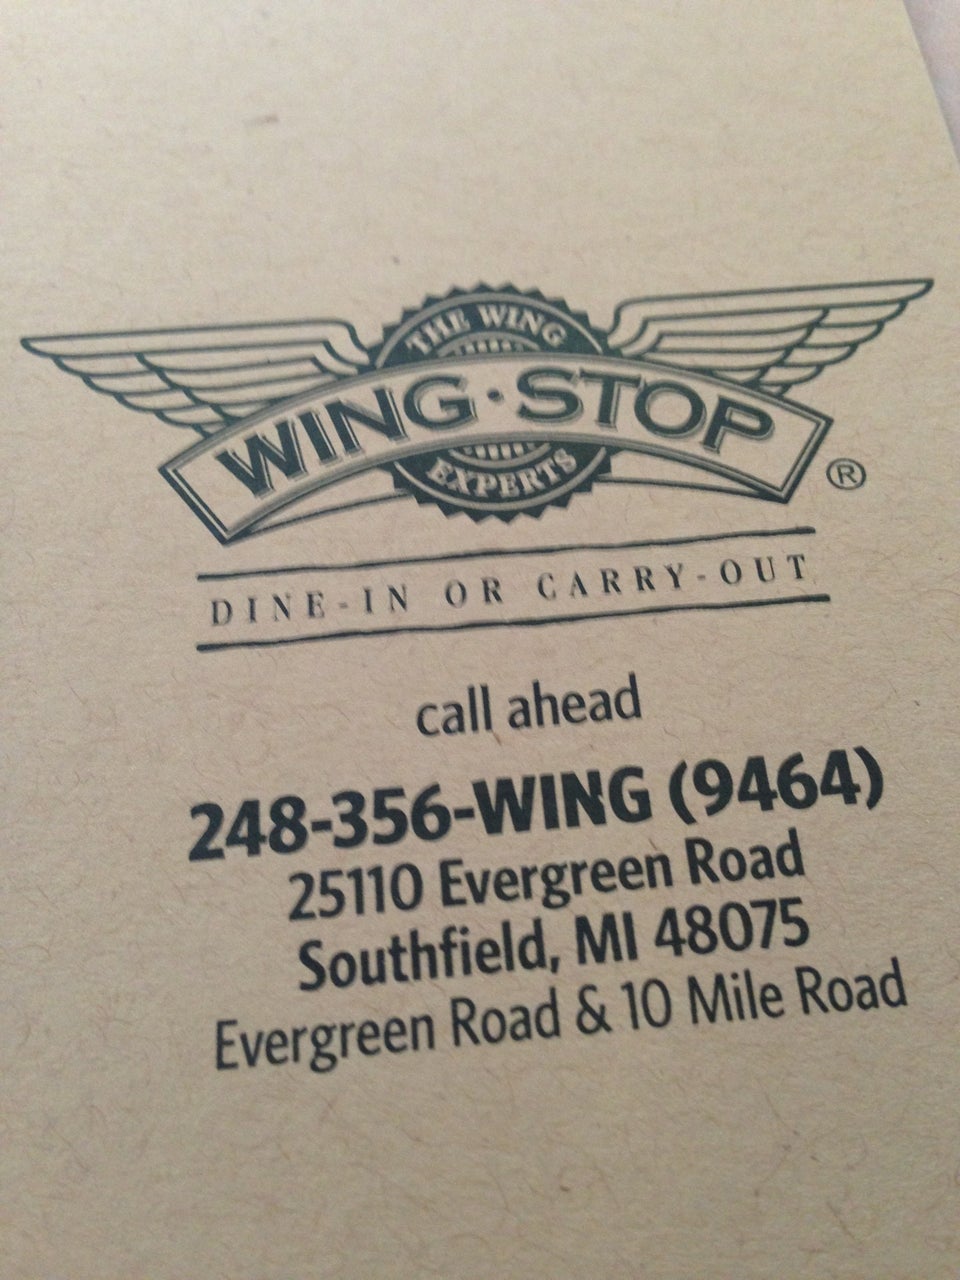 THE WING
WING·STOP
EXPERTS
®
DINE-IN OR CARRY-OUT
call ahead
248-356-WING (9464)
25110 Evergreen Road
Southfield, MI 48075
Evergreen Road & 10 Mile Road